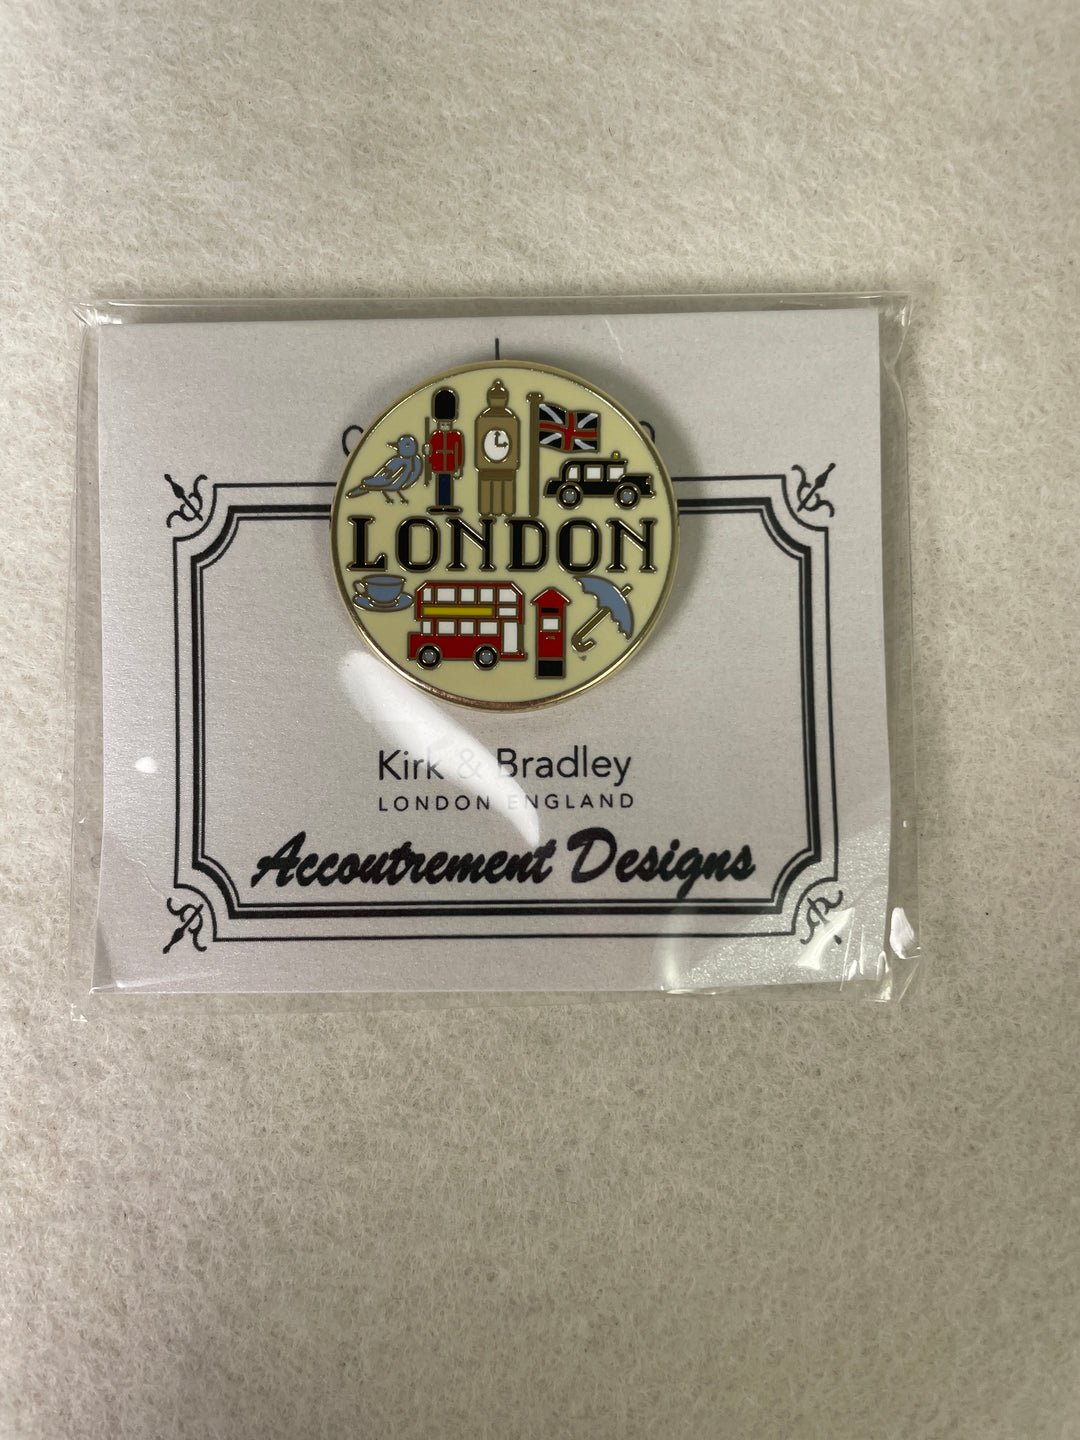 LONDON
Kirk & Bradley
LONDON ENGLAND
Accoutrement Designs